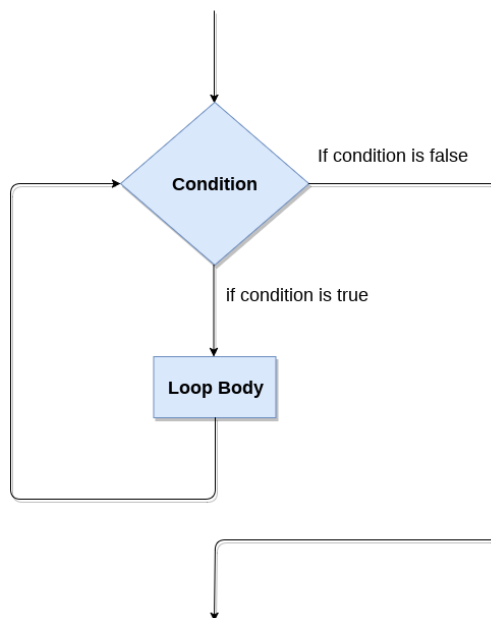 If condition is false
Condition
if condition is true
Loop Body